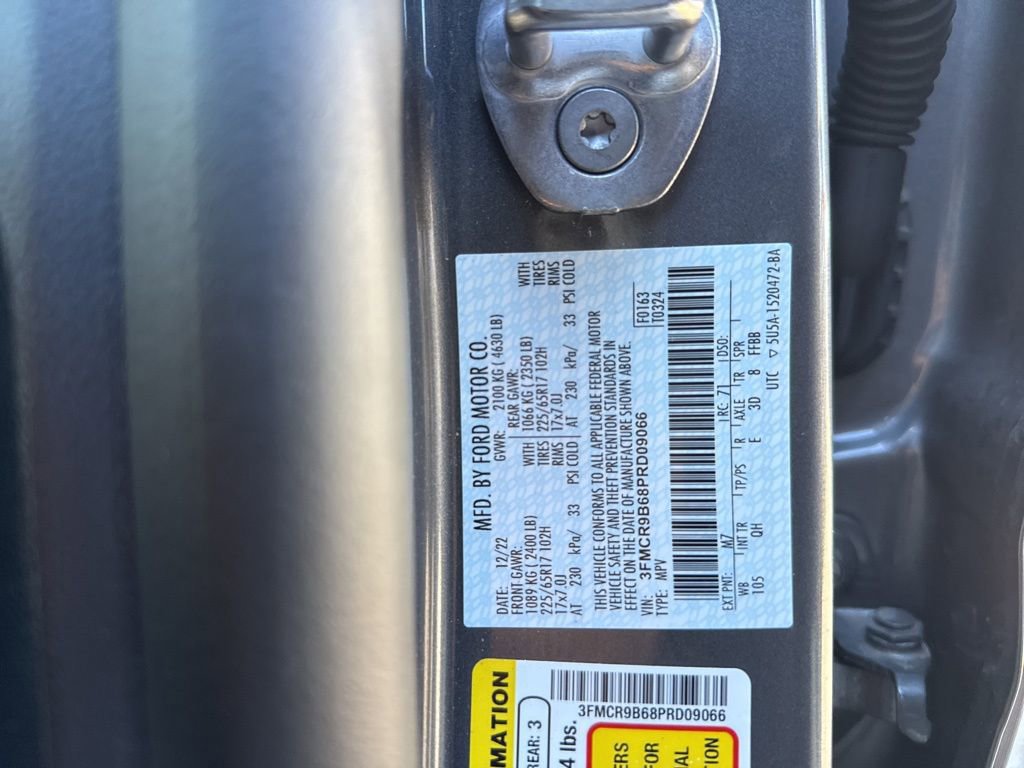 MFD. BY FORD MOTOR CO.
DATE: 12/22 GVWR: 2100 KG ( 4630 LB)
FRONT GAWR: REAR GAWR:
1089 KG ( 2400 LB) WITH 1066 KG ( 2350 LB) WITH
225/65R17 102H TIRES 225/65R17 102H TIRES
17x7.0J RIMS 17x7.0J RIMS
AT 230 kPa/ 33 PSI COLD AT 230 kPa/ 33 PSI COLD
THIS VEHICLE CONFORMS TO ALL APPLICABLE FEDERAL MOTOR
VEHICLE SAFETY AND THEFT PREVENTION STANDARDS IN
EFFECT ON THE DATE OF MANUFACTURE SHOWN ABOVE.
VIN: 3FMCR9B68PRD09066 F0163
TYPE: MPV T0324
EXT PNT: M7 RC: 71 DSO:
WB INT TR TP/PS R AXLE TR SPR
105 QH E 3D 8 FFBB
UTC ▽ 5U5A-1520472-BA
MATION
REAR: 3
3FMCR9B68PRD09066
4 lbs.
ERS
FOR
AL
ION